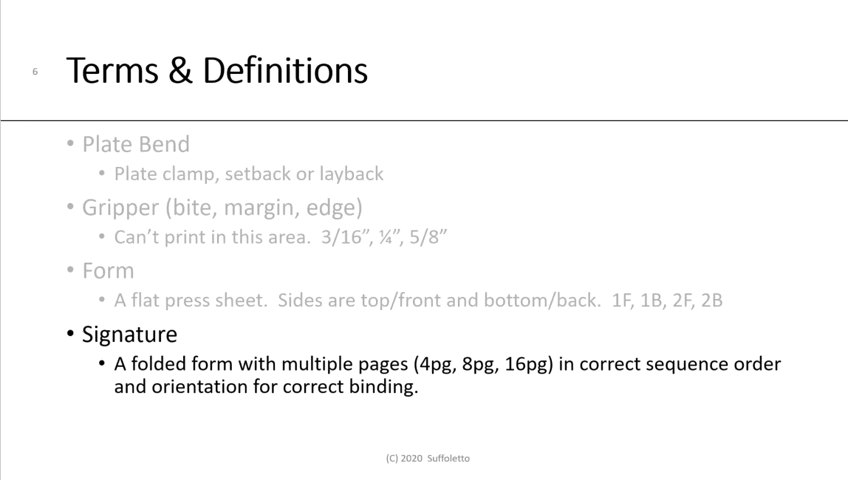 6
Terms & Definitions
• Plate Bend
• Plate clamp, setback or layback
• Gripper (bite, margin, edge)
• Can’t print in this area.  3/16”, ¼”, 5/8”
• Form
• A flat press sheet.  Sides are top/front and bottom/back.  1F, 1B, 2F, 2B
• Signature
• A folded form with multiple pages (4pg, 8pg, 16pg) in correct sequence order
and orientation for correct binding.
(C) 2020  Suffoletto